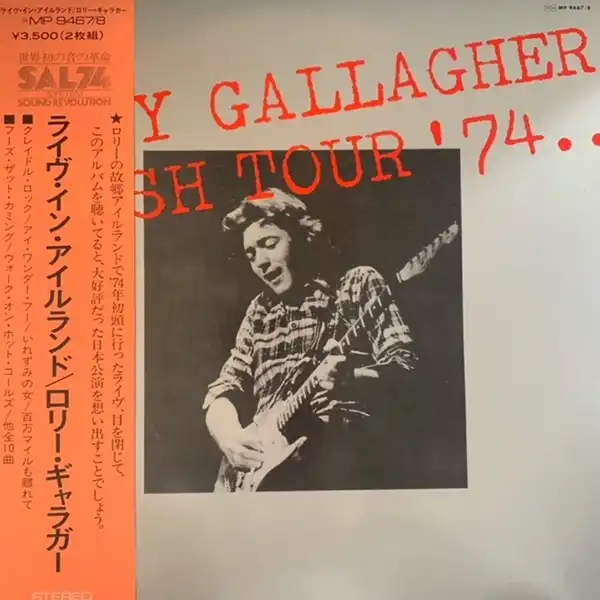 ライヴ・イン・アイルランド/ロリー・ギャラガー
MP 9467/8
¥3,500(2枚組)
世界初の音の革命
SAL74
SYSTEM
SOUND REVOLUTION
★ロリーの故郷アイルランドで'74年初頭に行ったライヴ、目を閉じて、
このアルバムを聴いてると、大好評だった日本公演を想い出すことでしょう。
ライヴ・イン・アイルランド/ロリー・ギャラガー
■クレイドル・ロック/アイ・ワンダー・フー/いれずみの女/百万マイルも離れて
■フーズ・ザット・カミング/ウォーク・オン・ホット・コールズ/他全10曲
STEREO
MP 9467/8
Y GALLAGHER
SH TOUR '74..